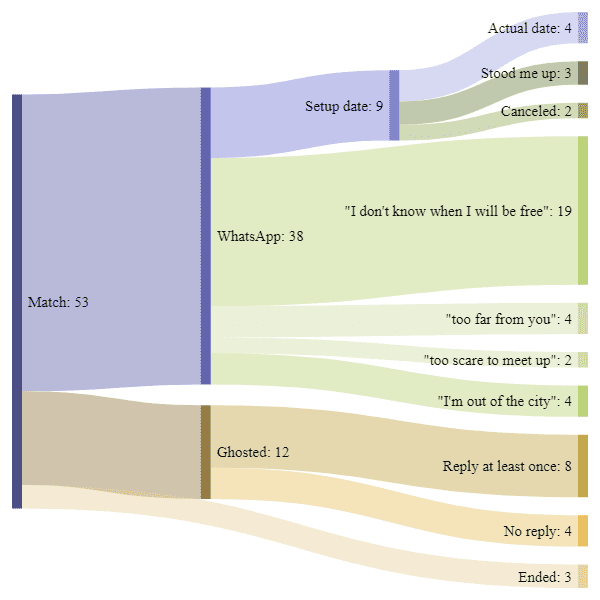 Actual date: 4
Stood me up: 3
Setup date: 9
Canceled: 2
"I don't know when I will be free": 19
WhatsApp: 38
Match: 53
"too far from you": 4
"too scare to meet up": 2
"I'm out of the city": 4
Ghosted: 12
Reply at least once: 8
No reply: 4
Ended: 3